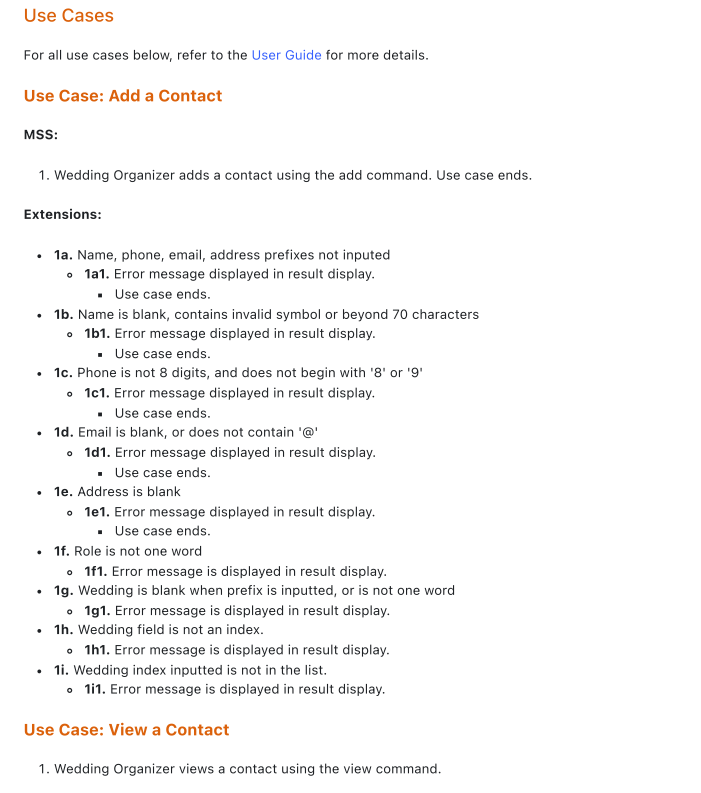 Use Cases
For all use cases below, refer to the User Guide for more details.
Use Case: Add a Contact
MSS:
1. Wedding Organizer adds a contact using the add command. Use case ends.
Extensions:
• 1a. Name, phone, email, address prefixes not inputed
◦ 1a1. Error message displayed in result display.
▪ Use case ends.
• 1b. Name is blank, contains invalid symbol or beyond 70 characters
◦ 1b1. Error message displayed in result display.
▪ Use case ends.
• 1c. Phone is not 8 digits, and does not begin with '8' or '9'
◦ 1c1. Error message displayed in result display.
▪ Use case ends.
• 1d. Email is blank, or does not contain '@'
◦ 1d1. Error message displayed in result display.
▪ Use case ends.
• 1e. Address is blank
◦ 1e1. Error message displayed in result display.
▪ Use case ends.
• 1f. Role is not one word
◦ 1f1. Error message is displayed in result display.
• 1g. Wedding is blank when prefix is inputted, or is not one word
◦ 1g1. Error message is displayed in result display.
• 1h. Wedding field is not an index.
◦ 1h1. Error message is displayed in result display.
• 1i. Wedding index inputted is not in the list.
◦ 1i1. Error message is displayed in result display.
Use Case: View a Contact
1. Wedding Organizer views a contact using the view command.